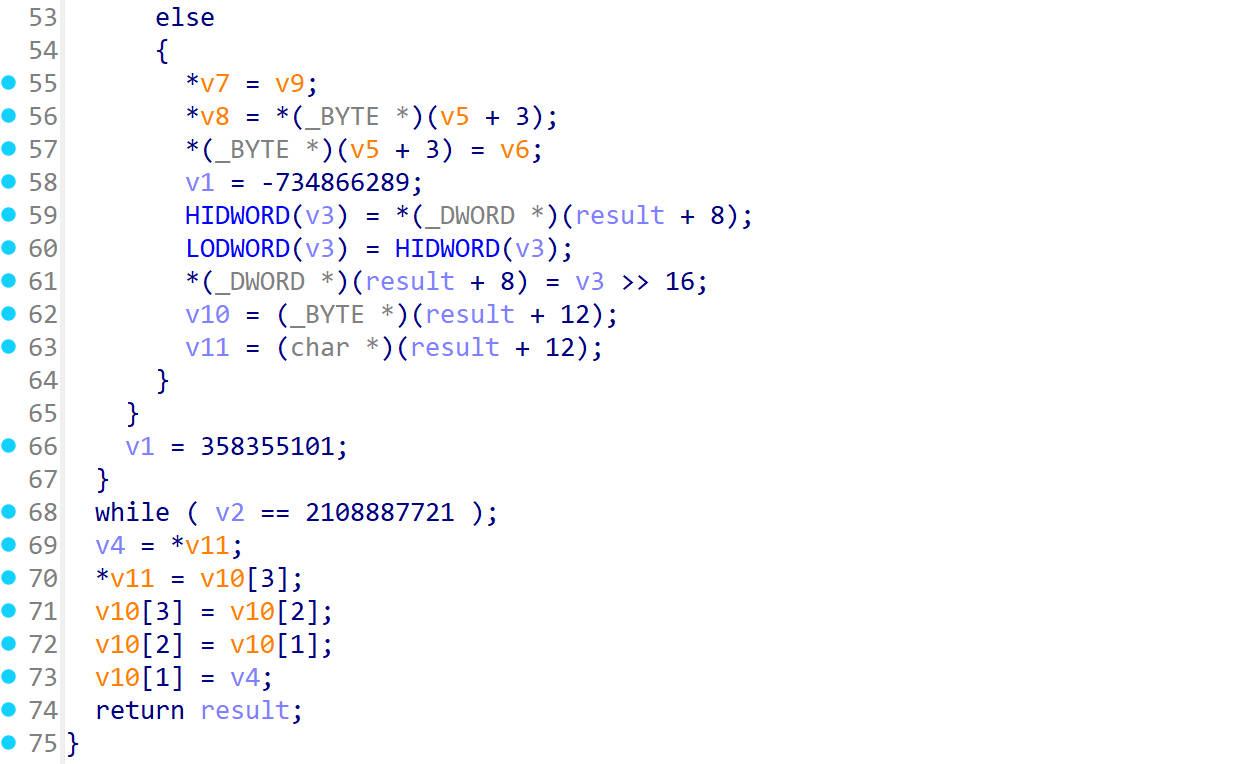 53 else
54 {
55 *v7 = v9;
56 *v8 = *(_BYTE *)(v5 + 3);
57 *(_BYTE *)(v5 + 3) = v6;
58 v1 = -734866289;
59 HIDWORD(v3) = *(_DWORD *)(result + 8);
60 LODWORD(v3) = HIDWORD(v3);
61 *(_DWORD *)(result + 8) = v3 >> 16;
62 v10 = (_BYTE *)(result + 12);
63 v11 = (char *)(result + 12);
64 }
65 }
66 v1 = 358355101;
67 }
68 while ( v2 == 2108887721 );
69 v4 = *v11;
70 *v11 = v10[3];
71 v10[3] = v10[2];
72 v10[2] = v10[1];
73 v10[1] = v4;
74 return result;
75 }